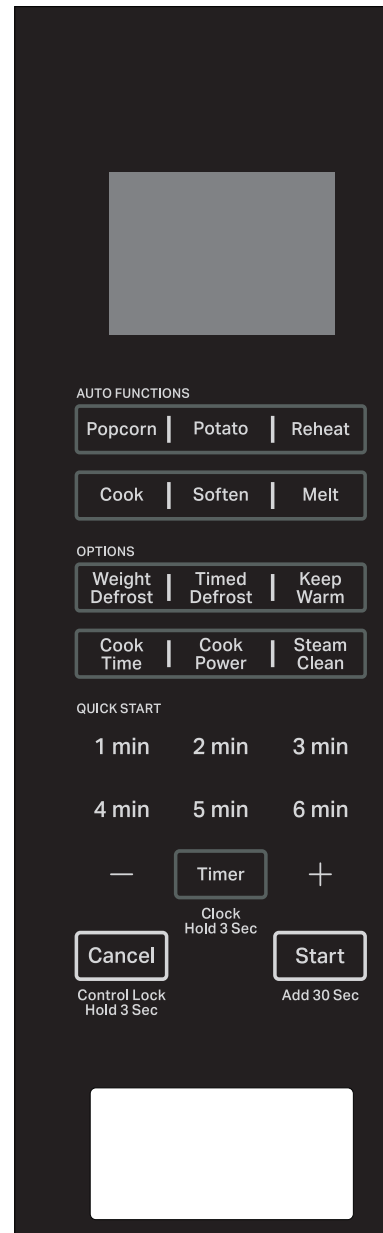 AUTO FUNCTIONS
Popcorn Potato Reheat
Cook Soften Melt
OPTIONS
Weight Defrost Timed Defrost Keep Warm
Cook Time Cook Power Steam Clean
QUICK START
1 min 2 min 3 min
4 min 5 min 6 min
— Timer +
Clock
Hold 3 Sec
Cancel Start
Control Lock
Hold 3 Sec
Add 30 Sec